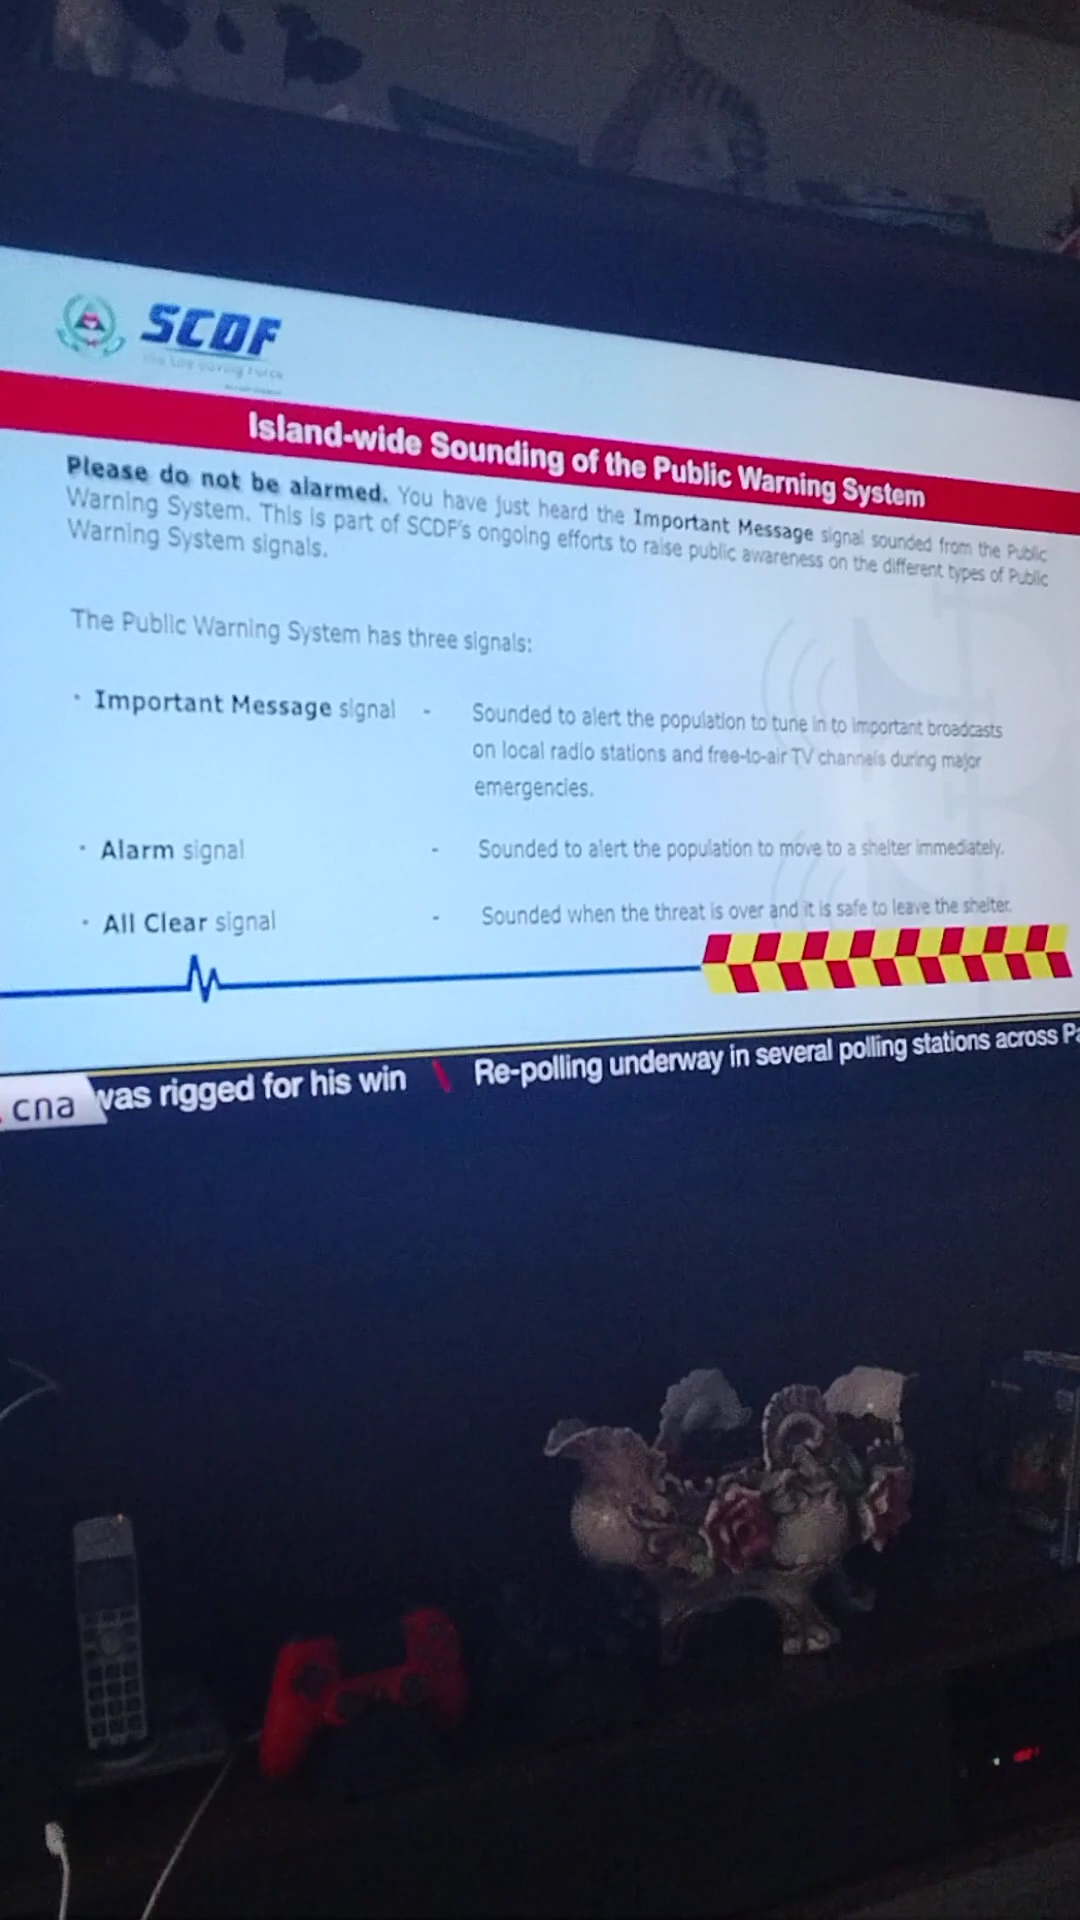 SCDF
The Life Saving Force
Island-wide Sounding of the Public Warning System
Please do not be alarmed. You have just heard the Important Message signal sounded from the Public
Warning System. This is part of SCDF's ongoing efforts to raise public awareness on the different types of Public
Warning System signals.
The Public Warning System has three signals:
· Important Message signal - Sounded to alert the population to tune in to important broadcasts
on local radio stations and free-to-air TV channels during major
emergencies.
· Alarm signal - Sounded to alert the population to move to a shelter immediately.
· All Clear signal - Sounded when the threat is over and it is safe to leave the shelter.
cna was rigged for his win \ Re-polling underway in several polling stations across Pa